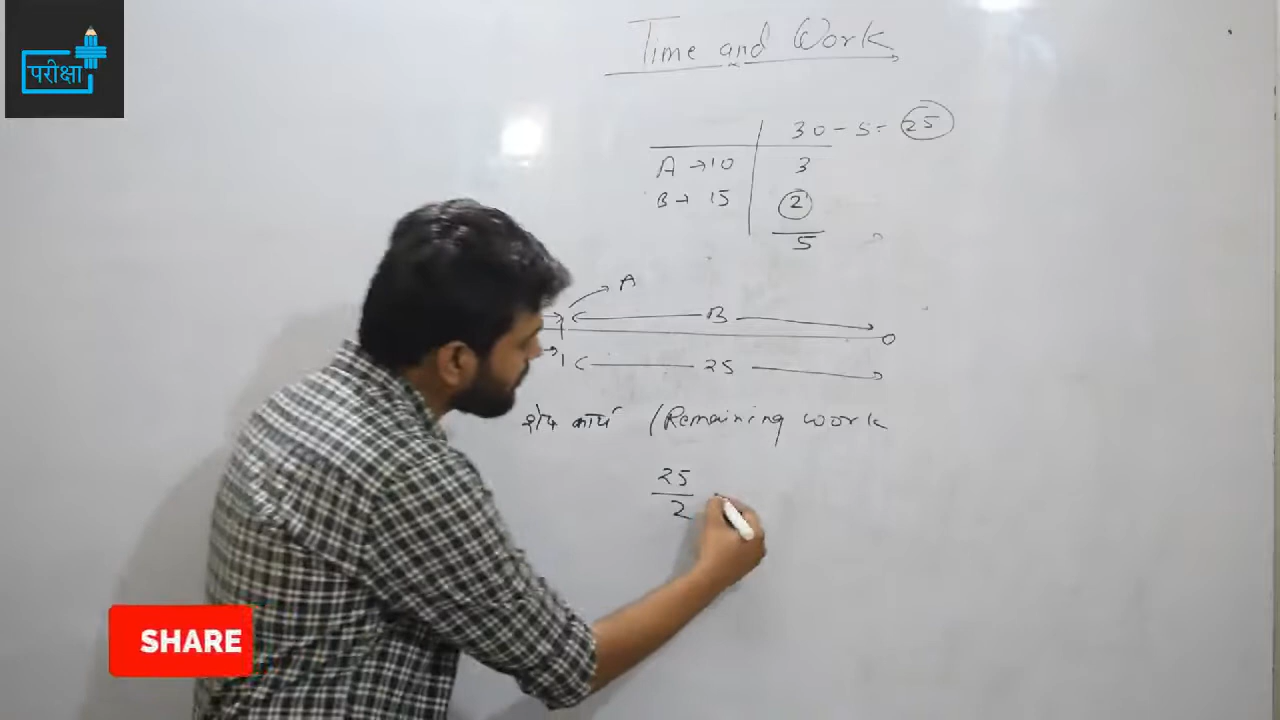 परीक्षा
Time and Work
30 - 5 = 25
A → 10 3
B → 15 2
5
A
B
25
शेष कार्य (Remaining work
25
2
SHARE